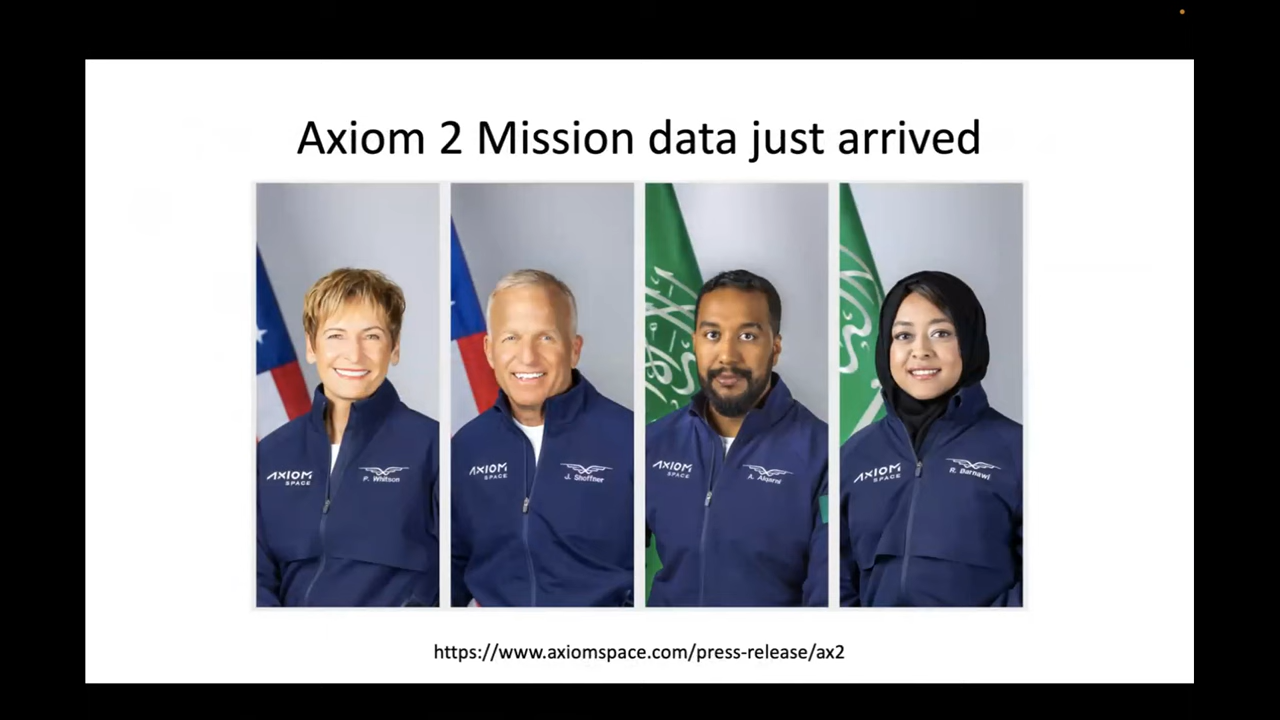 Axiom 2 Mission data just arrived
AXIOM
SPACE
P. Whitson
AXIOM
SPACE
J. Shoffner
AXIOM
SPACE
A. Alqarni
AXIOM
SPACE
R. Barnawi
https://www.axiomspace.com/press-release/ax2